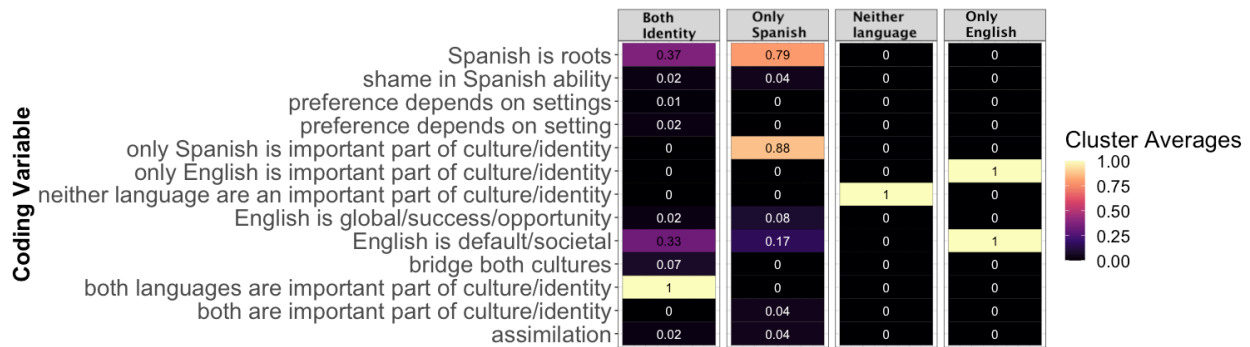 Both Identity Only Spanish Neither language Only English
Spanish is roots 0.37 0.79 0 0
shame in Spanish ability 0.02 0.04 0 0
preference depends on settings 0.01 0 0 0
preference depends on setting 0.02 0 0 0
only Spanish is important part of culture/identity 0 0.88 0 0
only English is important part of culture/identity 0 0 0 1
neither language are an important part of culture/identity 0 0 1 0
English is global/success/opportunity 0.02 0.08 0 0
English is default/societal 0.33 0.17 0 1
bridge both cultures 0.07 0 0 0
both languages are important part of culture/identity 1 0 0 0
both are important part of culture/identity 0 0.04 0 0
assimilation 0.02 0.04 0 0
Coding Variable
Cluster Averages
1.00
0.75
0.50
0.25
0.00